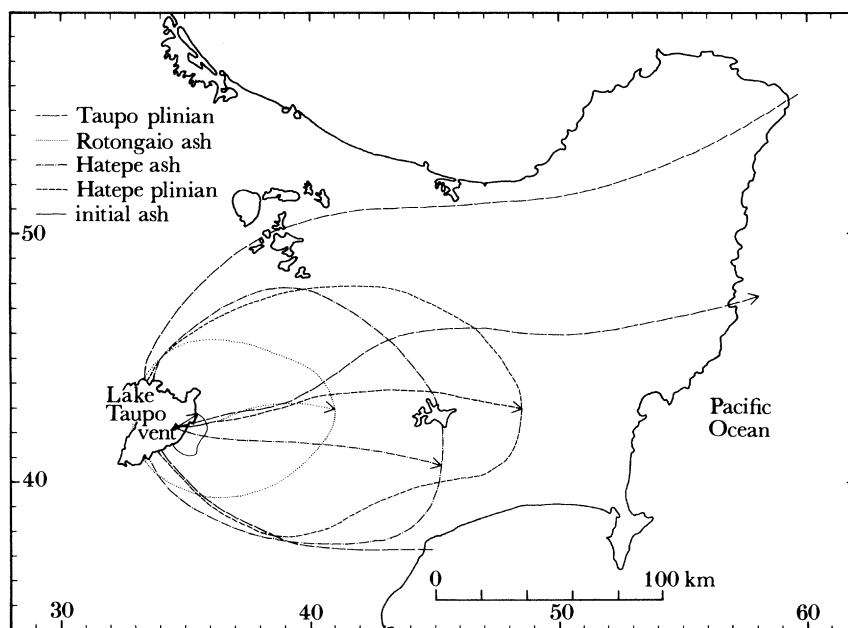 Taupo plinian
Rotongaio ash
Hatepe ash
Hatepe plinian
initial ash
50
Lake
Taupo
vent
Pacific
Ocean
40
0 100 km
30 40 50 60